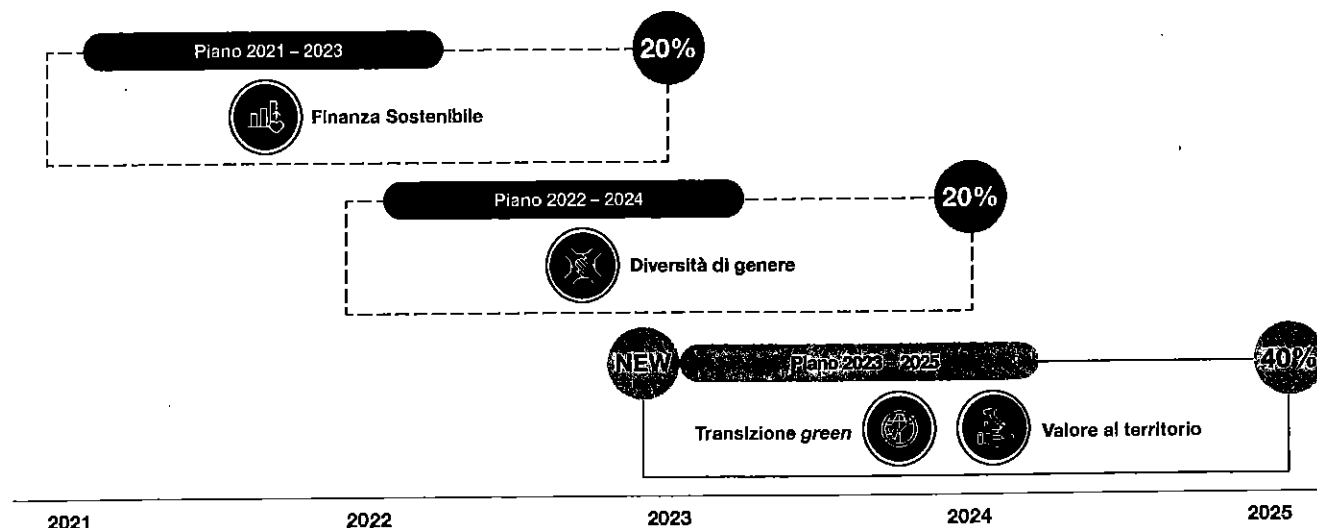 Piano 2021 – 2023
20%
Finanza Sostenibile
Piano 2022 – 2024
20%
Diversità di genere
NEW
Piano 2023 – 2025
40%
Transizione green
Valore al territorio
2021 2022 2023 2024 2025